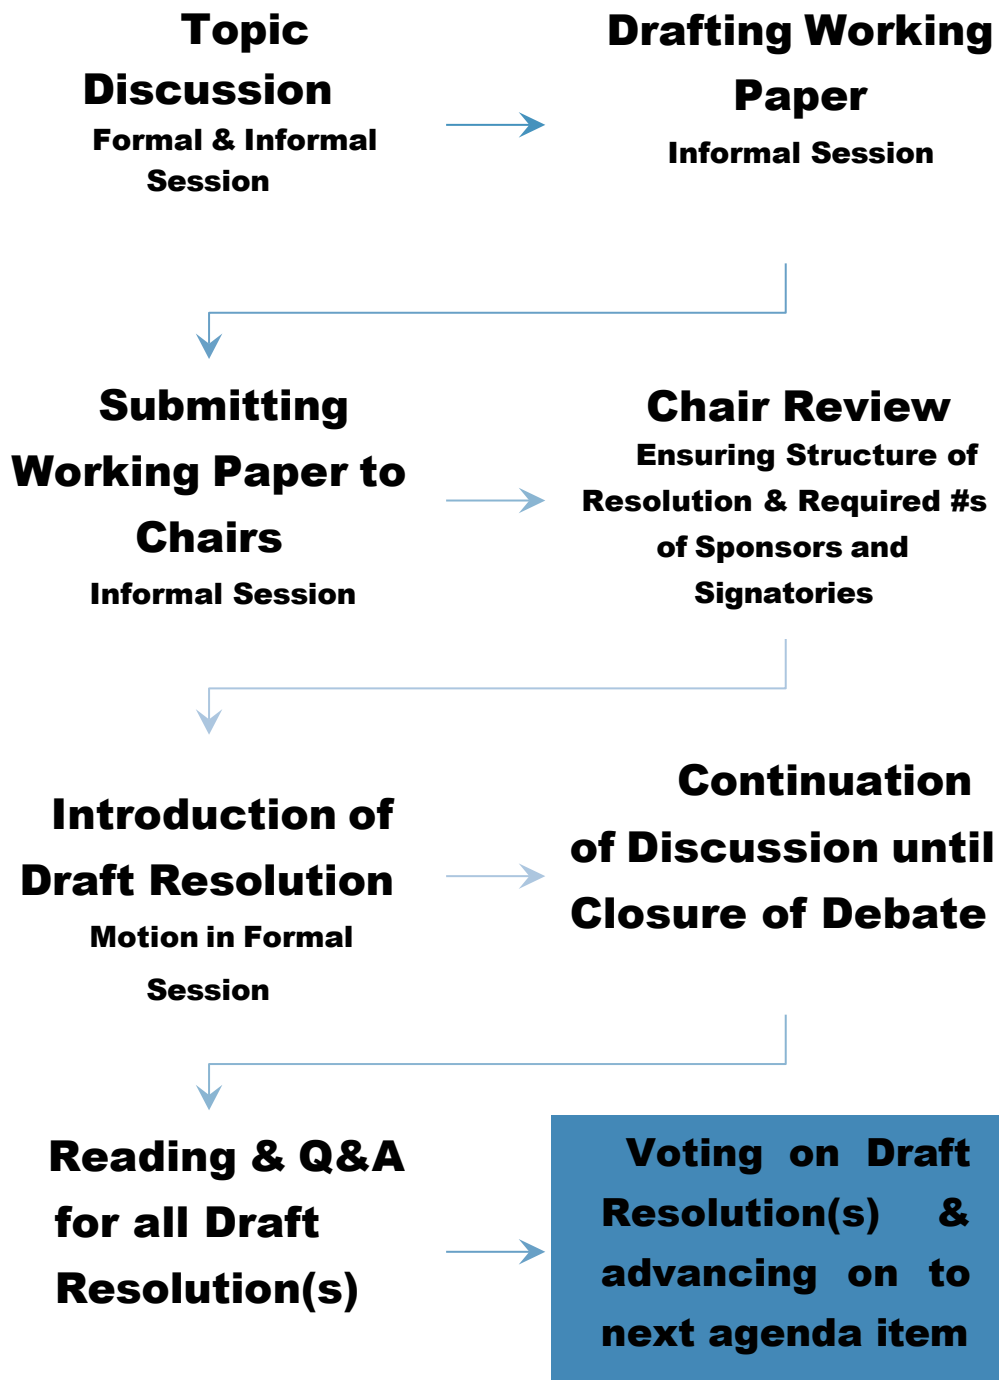 Topic
Discussion
Formal & Informal
Session
Drafting Working
Paper
Informal Session
Submitting
Working Paper to
Chairs
Informal Session
Chair Review
Ensuring Structure of
Resolution & Required #s
of Sponsors and
Signatories
Introduction of
Draft Resolution
Motion in Formal
Session
Continuation
of Discussion until
Closure of Debate
Reading & Q&A
for all Draft
Resolution(s)
Voting on Draft
Resolution(s) &
advancing on to
next agenda item